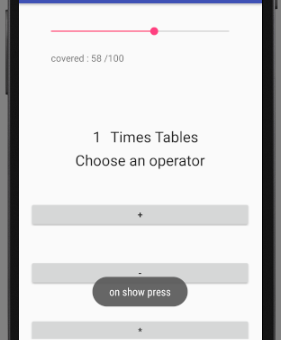 covered : 58 /100
1 Times Tables
Choose an operator
+
-
on show press
*